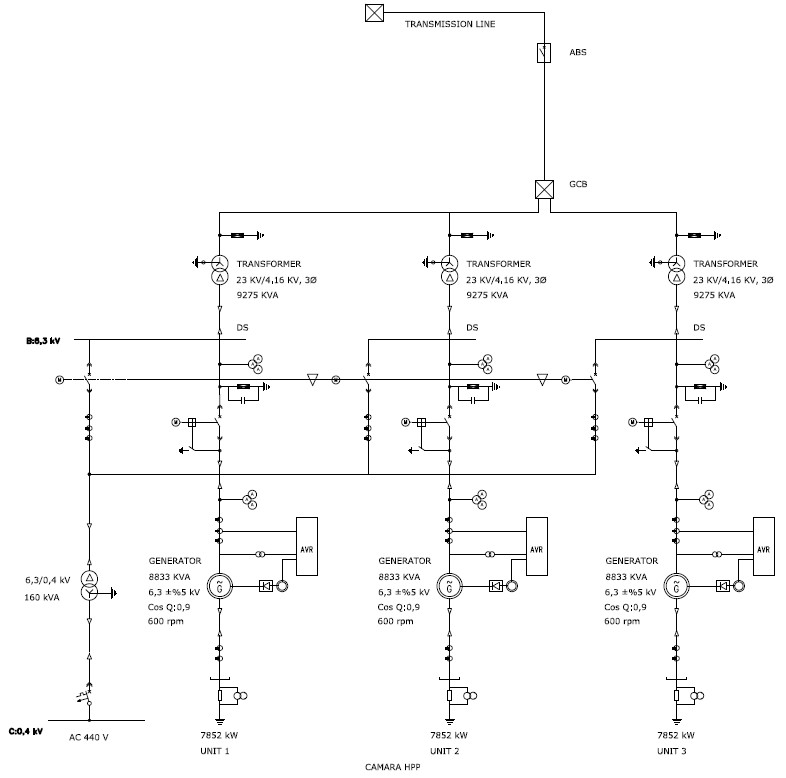 TRANSMISSION LINE
ABS
GCB
TRANSFORMER
23 KV/4,16 KV, 3Ø
9275 KVA
TRANSFORMER
23 KV/4,16 KV, 3Ø
9275 KVA
TRANSFORMER
23 KV/4,16 KV, 3Ø
9275 KVA
DS
DS
DS
B:6,3 kV
A
A
A
A
A
A
A
A
A
M
M
M
M
M
M
A
A
A
A
A
A
A
A
A
AVR
AVR
AVR
GENERATOR
8833 KVA
6,3 ±%5 kV
Cos Q:0,9
600 rpm
G
GENERATOR
8833 KVA
6,3 ±%5 kV
Cos Q:0,9
600 rpm
G
GENERATOR
8833 KVA
6,3 ±%5 kV
Cos Q:0,9
600 rpm
G
6,3/0,4 kV
160 kVA
C:0,4 kV
AC 440 V
7852 kW
UNIT 1
7852 kW
UNIT 2
7852 kW
UNIT 3
CAMARA HPP